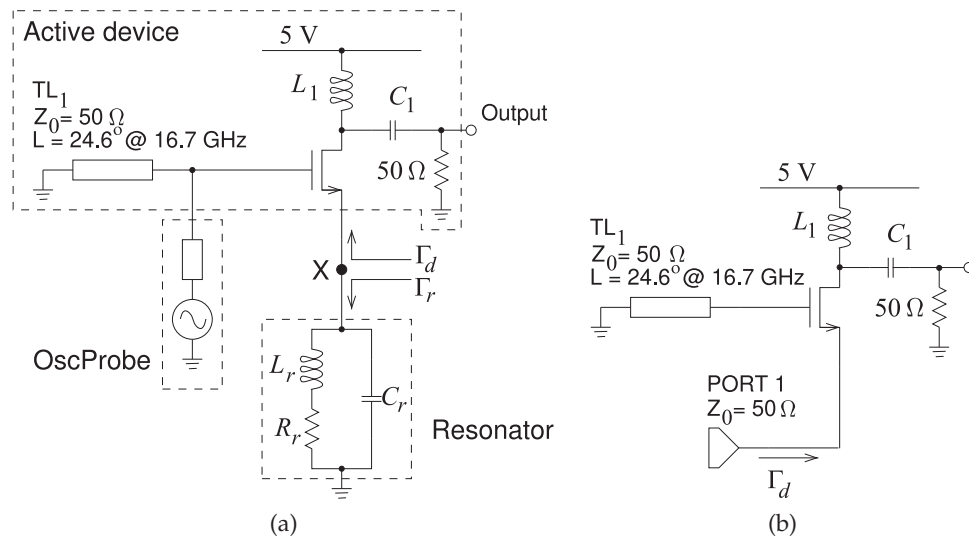 Active device
5 V
L1
C1
Output
TL1
Z0= 50 Ω
L = 24.6° @ 16.7 GHz
50 Ω
X
Γd
Γr
OscProbe
Lr
Rr
Cr
Resonator
(a)
5 V
L1
C1
TL1
Z0= 50 Ω
L = 24.6° @ 16.7 GHz
50 Ω
PORT 1
Z0= 50 Ω
Γd
(b)